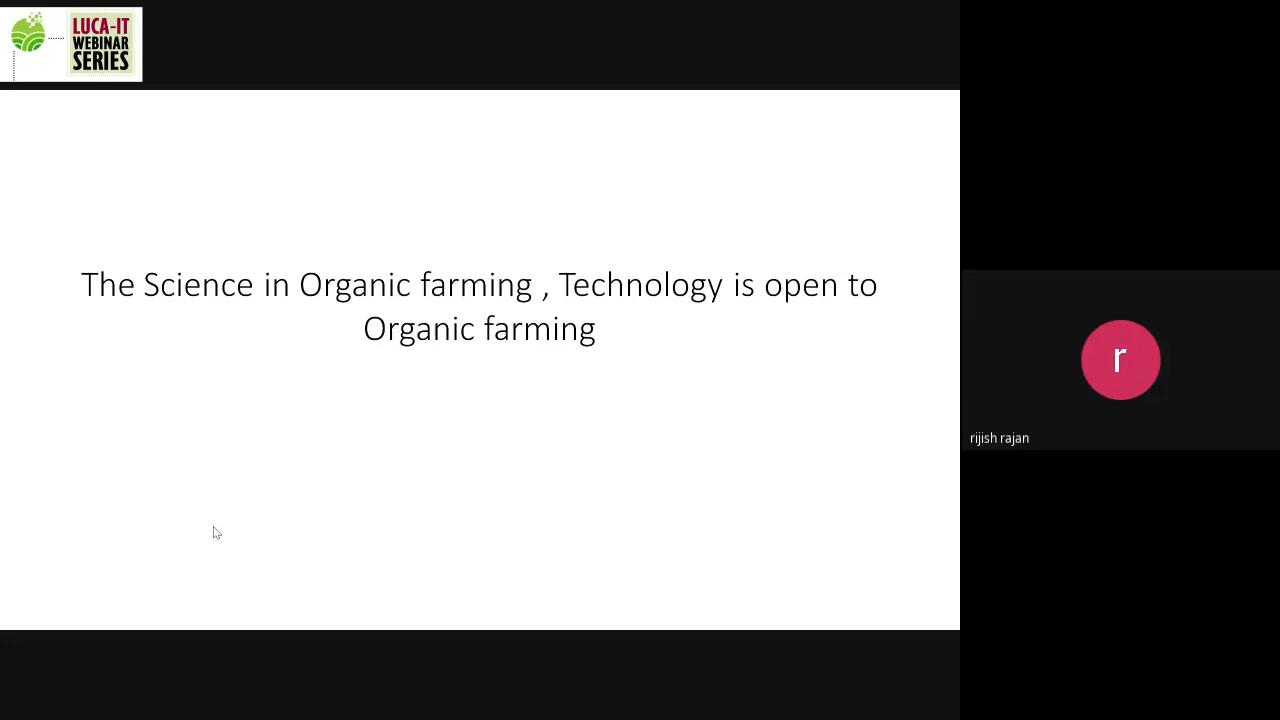 LUCA-IT
WEBINAR
SERIES
The Science in Organic farming , Technology is open to
Organic farming
r
rijish rajan